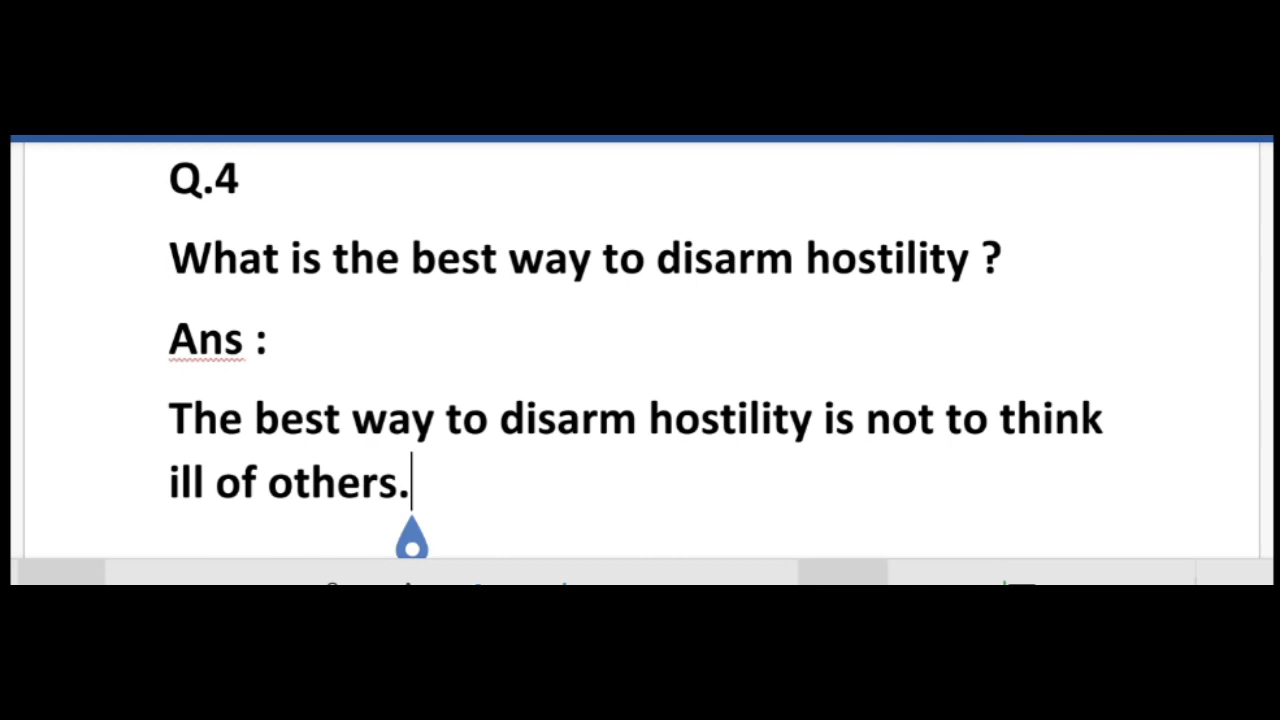 Q.4
What is the best way to disarm hostility ?
Ans :
The best way to disarm hostility is not to think
ill of others.